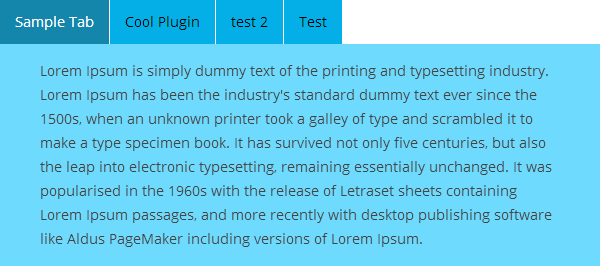 Sample Tab Cool Plugin test 2 Test
Lorem Ipsum is simply dummy text of the printing and typesetting industry.
Lorem Ipsum has been the industry's standard dummy text ever since the
1500s, when an unknown printer took a galley of type and scrambled it to
make a type specimen book. It has survived not only five centuries, but also
the leap into electronic typesetting, remaining essentially unchanged. It was
popularised in the 1960s with the release of Letraset sheets containing
Lorem Ipsum passages, and more recently with desktop publishing software
like Aldus PageMaker including versions of Lorem Ipsum.